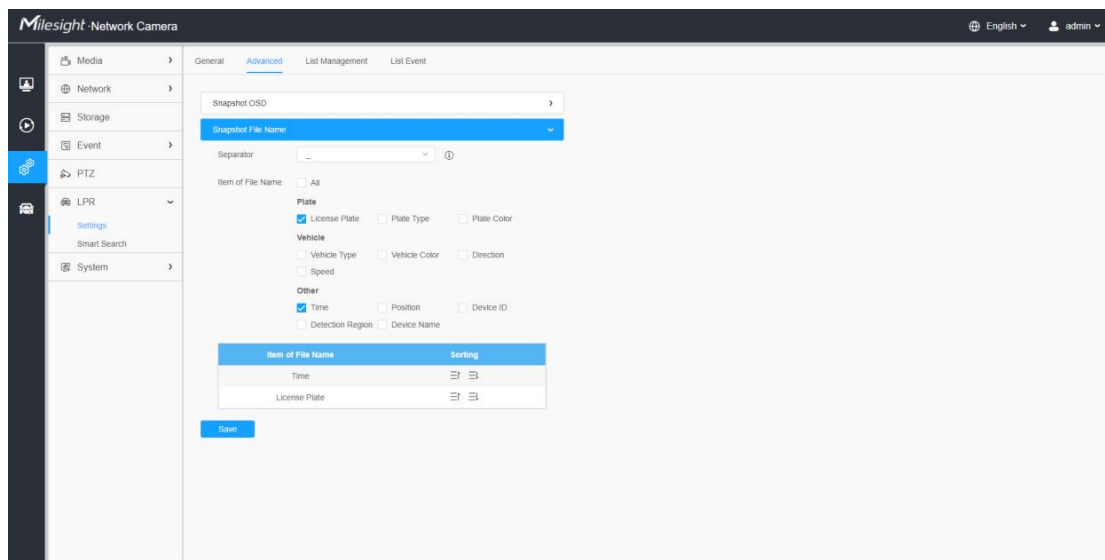 Milesight -Network Camera
English
admin
Media
Network
Storage
Event
PTZ
LPR
Settings
Smart Search
System
General Advanced List Management List Event
Snapshot OSD
Snapshot File Name
Separator _
Item of File Name All
Plate
License Plate Plate Type Plate Color
Vehicle
Vehicle Type Vehicle Color Direction
Speed
Other
Time Position Device ID
Detection Region Device Name
Item of File Name Sorting
Time
License Plate
Save